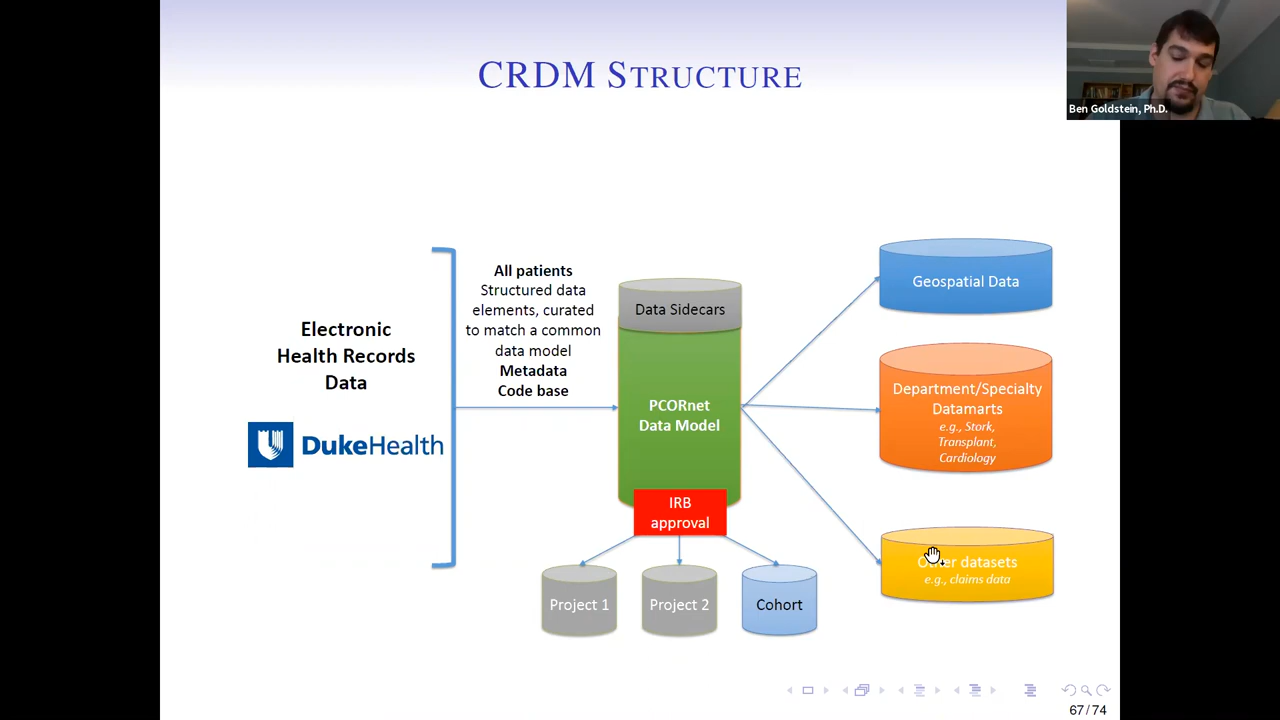 CRDM STRUCTURE
Ben Goldstein, Ph.D.
Electronic
Health Records
Data
DukeHealth
All patients
Structured data
elements, curated
to match a common
data model
Metadata
Code base
Data Sidecars
PCORnet
Data Model
IRB
approval
Project 1
Project 2
Cohort
Geospatial Data
Department/Specialty
Datamarts
e.g., Stork,
Transplant,
Cardiology
Other datasets
e.g., claims data
67 / 74